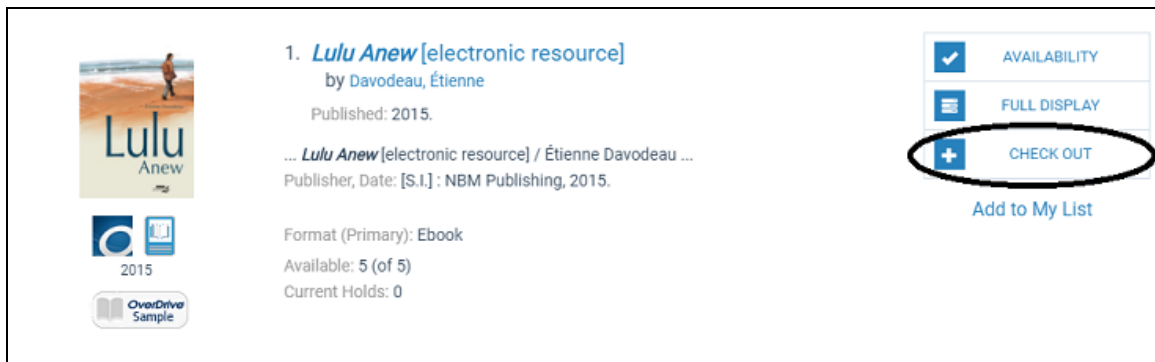 Lulu
Anew
2015
OverDrive
Sample
1. Lulu Anew [electronic resource]
by Davodeau, Étienne
Published: 2015.
... Lulu Anew [electronic resource] / Étienne Davodeau ...
Publisher, Date: [S.I.] : NBM Publishing, 2015.
Format (Primary): Ebook
Available: 5 (of 5)
Current Holds: 0
AVAILABILITY
FULL DISPLAY
CHECK OUT
Add to My List